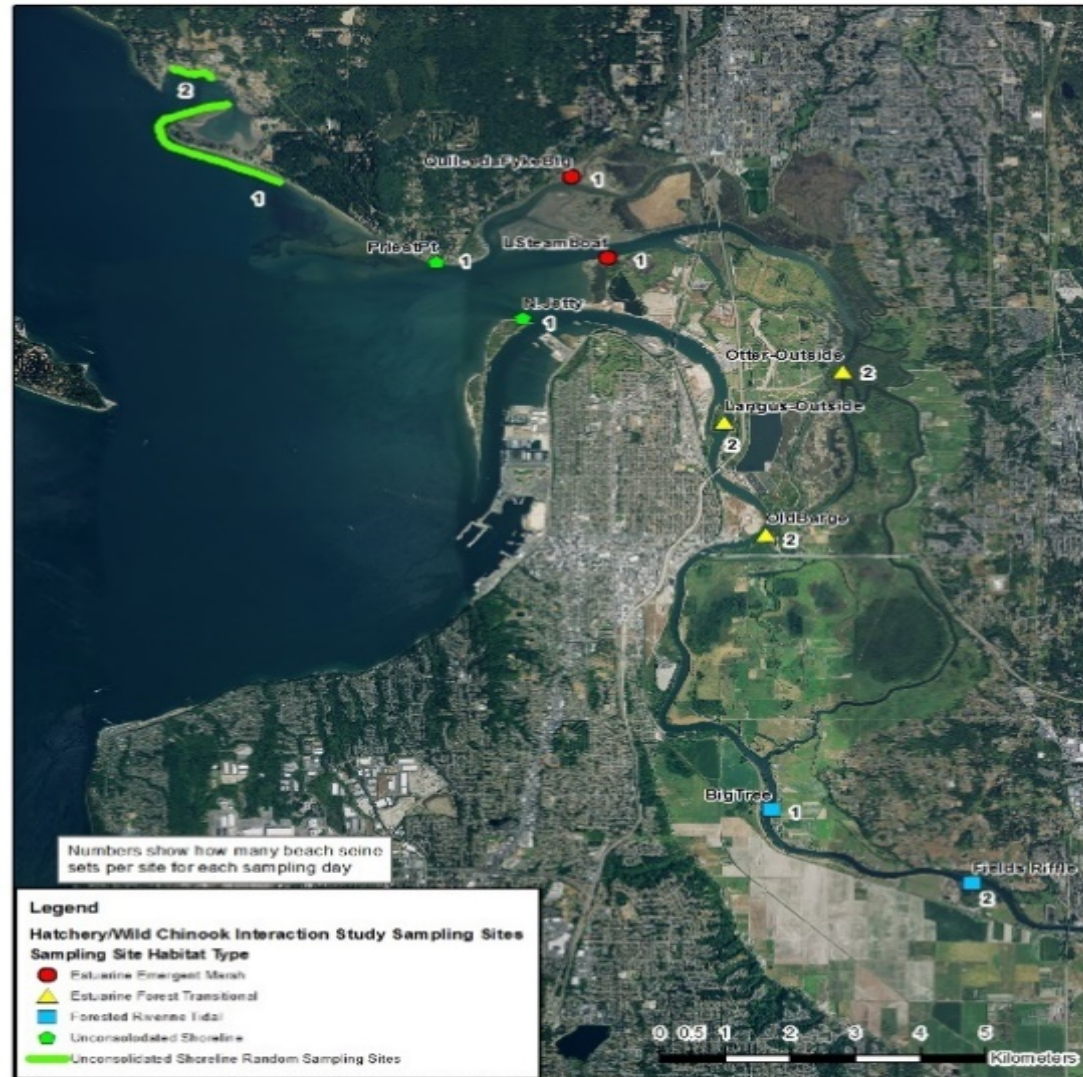 2
1
QuilcedaFykeBig
1
PriestPt
1
LSteamboat
1
N.Jetty
1
Otter-Outside
2
Langus-Outside
2
OldBarge
2
BigTree
1
Fields Riffle
2
Numbers show how many beach seine
sets per site for each sampling day
Legend
Hatchery/Wild Chinook Interaction Study Sampling Sites
Sampling Site Habitat Type
Estuarine Emergent Marsh
Estuarine Forest Transitional
Forested Riverine Tidal
Unconsolodated Shoreline
Unconsolidated Shoreline Random Sampling Sites
0 0.5 1 2 3 4 5
Kilometers